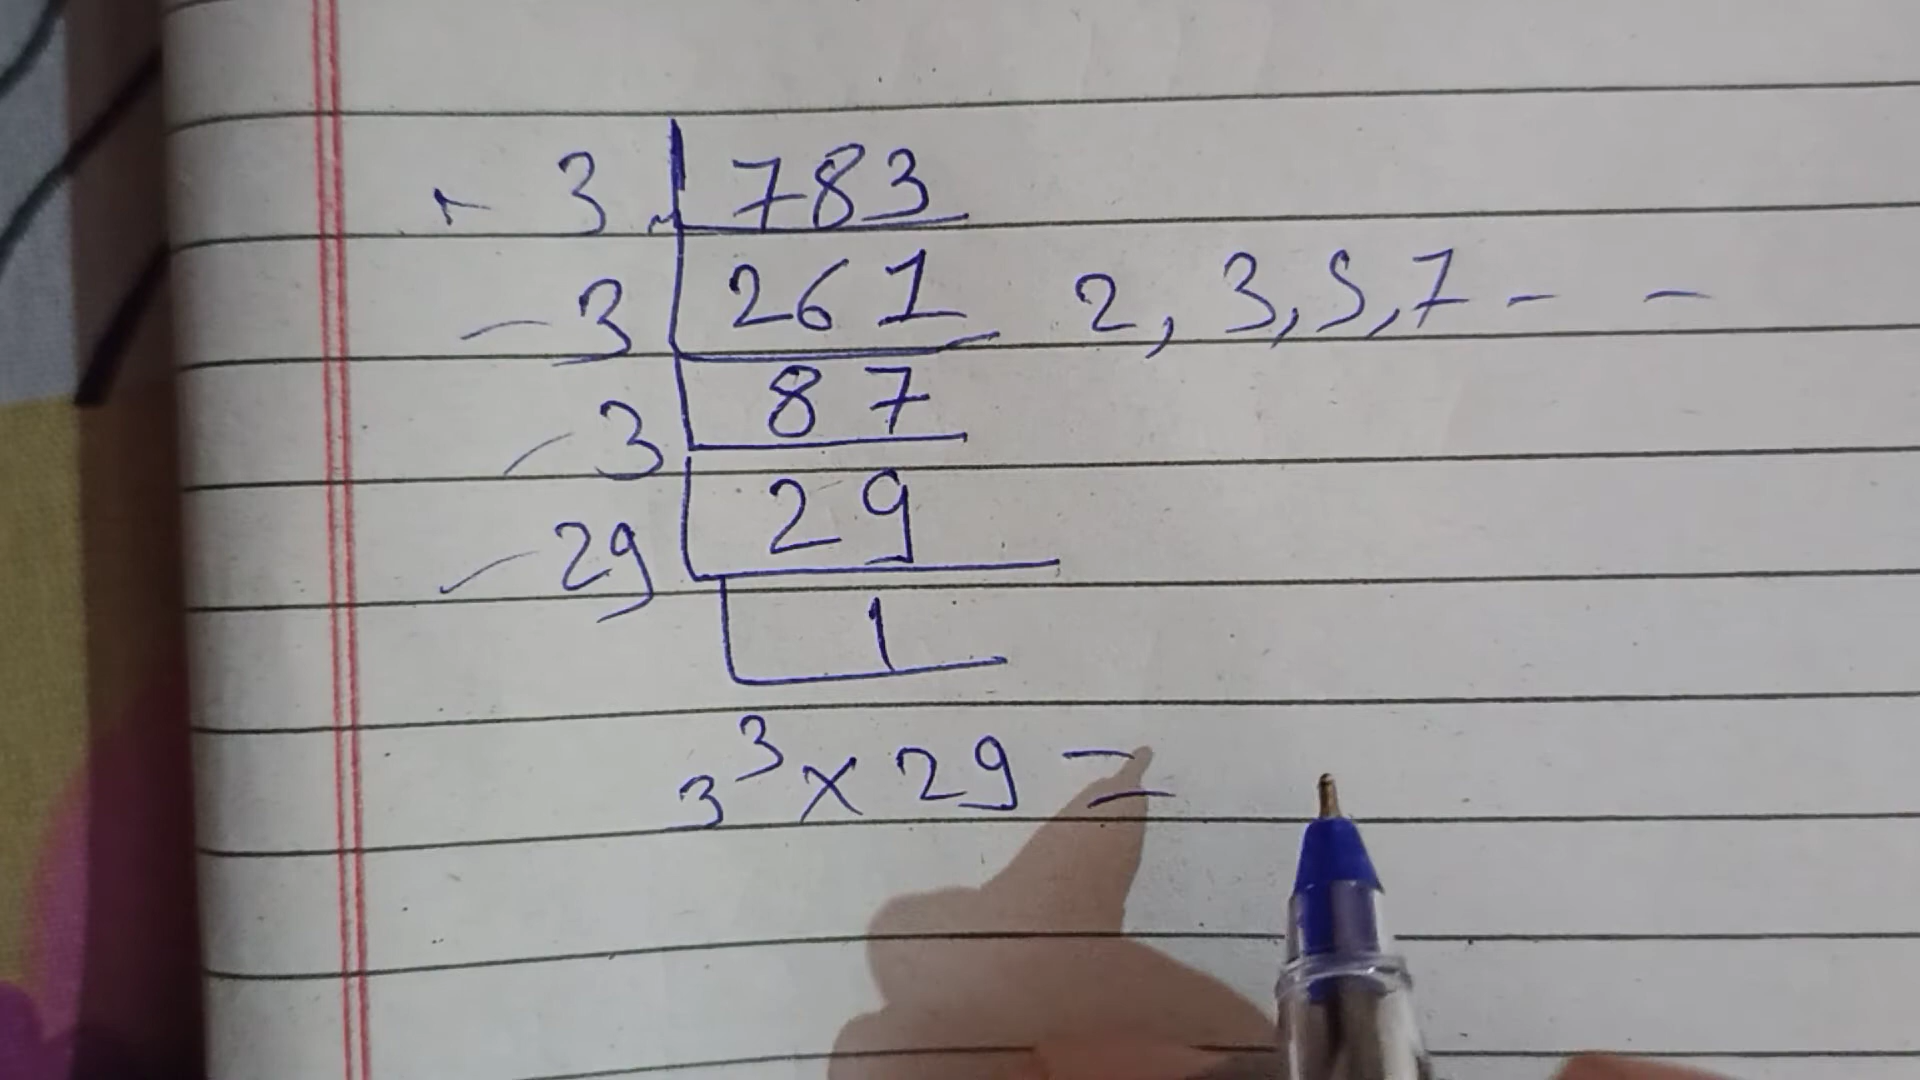 3 783
3 261 2, 3, 5, 7 - -
3 87
29 29
1
3³ × 29 =